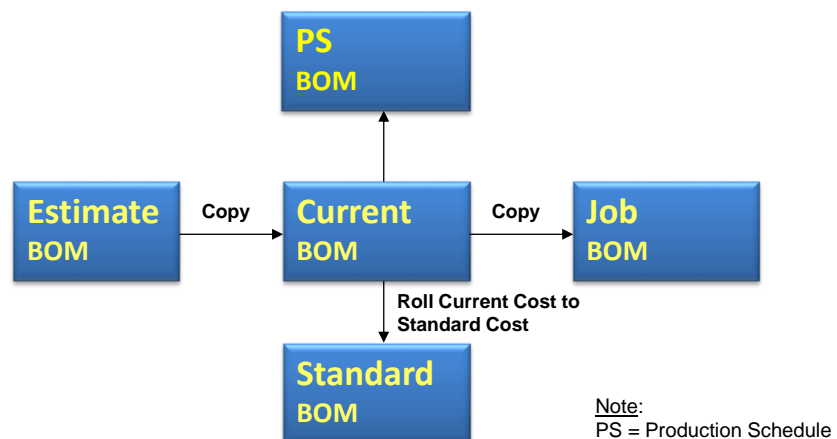 PS
BOM
Estimate
BOM
Copy
Current
BOM
Copy
Job
BOM
Roll Current Cost to
Standard Cost
Standard
BOM
Note:
PS = Production Schedule